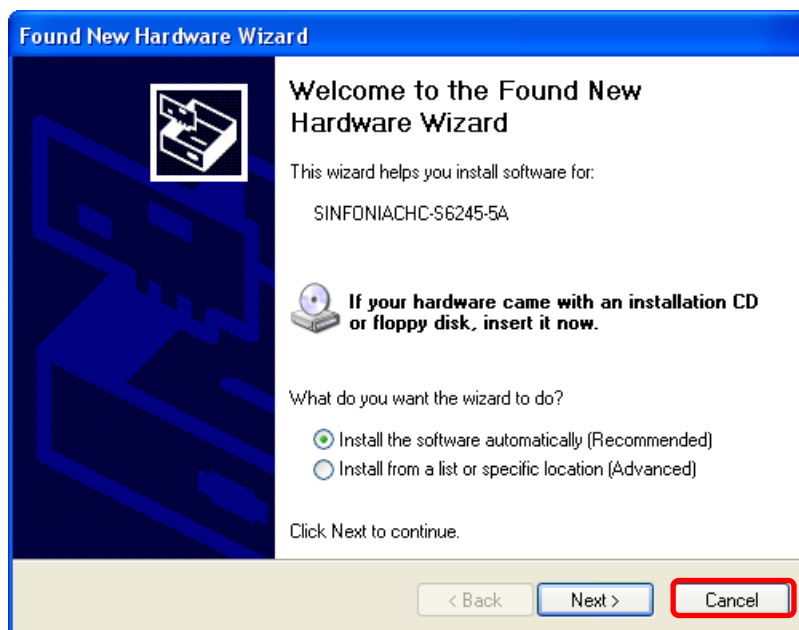 Found New Hardware Wizard
Welcome to the Found New
Hardware Wizard
This wizard helps you install software for:
SINFONIACHC-S6245-5A
If your hardware came with an installation CD
or floppy disk, insert it now.
What do you want the wizard to do?
Install the software automatically (Recommended)
Install from a list or specific location (Advanced)
Click Next to continue.
< Back
Next >
Cancel